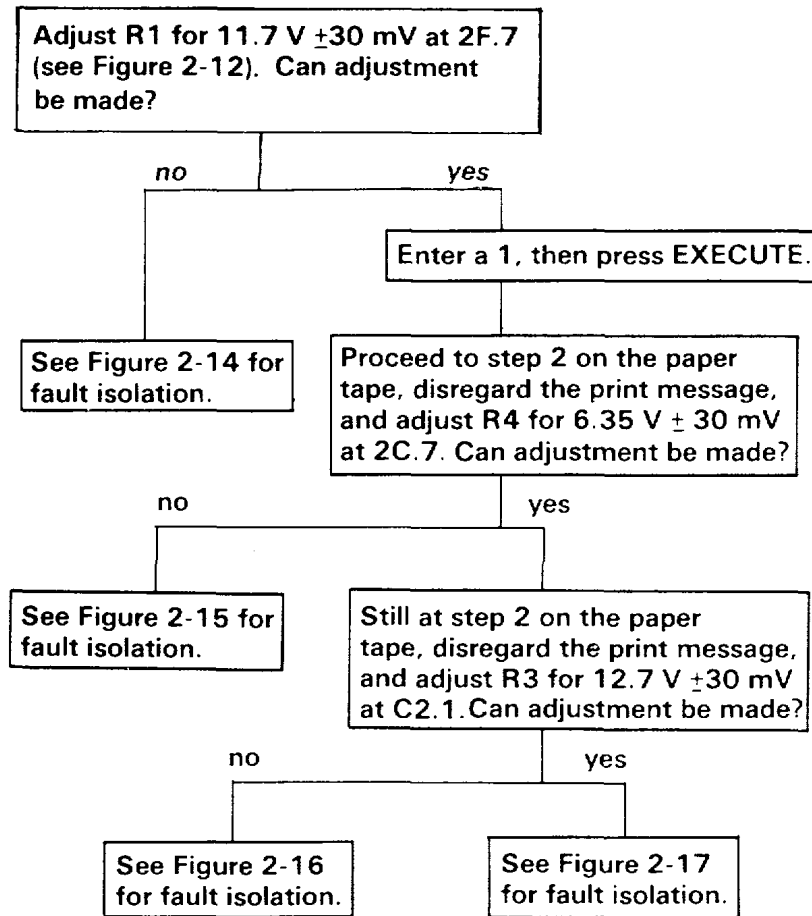 Adjust R1 for 11.7 V ±30 mV at 2F.7
(see Figure 2-12). Can adjustment
be made?
no
yes
Enter a 1, then press EXECUTE.
See Figure 2-14 for
fault isolation.
Proceed to step 2 on the paper
tape, disregard the print message,
and adjust R4 for 6.35 V ± 30 mV
at 2C.7. Can adjustment be made?
no
yes
See Figure 2-15 for
fault isolation.
Still at step 2 on the paper
tape, disregard the print message,
and adjust R3 for 12.7 V ±30 mV
at C2.1. Can adjustment be made?
no
yes
See Figure 2-16
for fault isolation.
See Figure 2-17
for fault isolation.